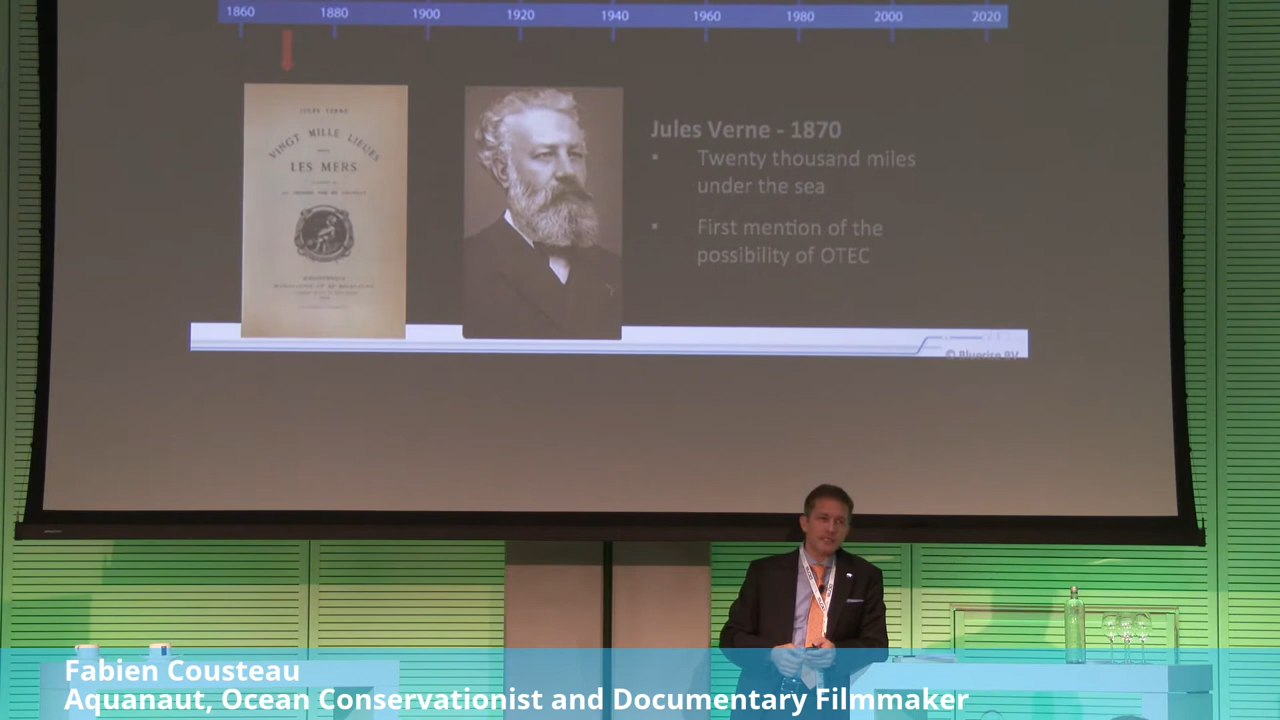 1860 1880 1900 1920 1940 1960 1980 2000 2020
JULES VERNE
VINGT MILLE LIEUES
LES MERS
Jules Verne - 1870
• Twenty thousand miles
under the sea
• First mention of the
possibility of OTEC
© Bluerise BV
Fabien Cousteau
Aquanaut, Ocean Conservationist and Documentary Filmmaker